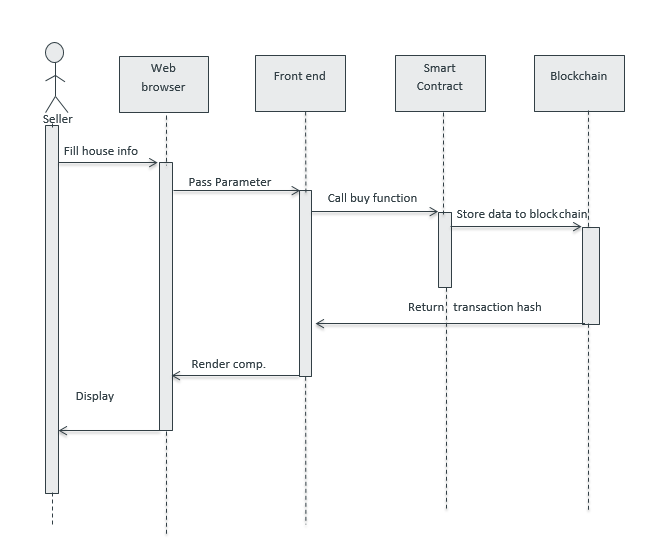 Web
browser
Front end
Smart
Contract
Blockchain
Seller
Fill house info
Pass Parameter
Call buy function
Store data to blockchain
Return transaction hash
Render comp.
Display